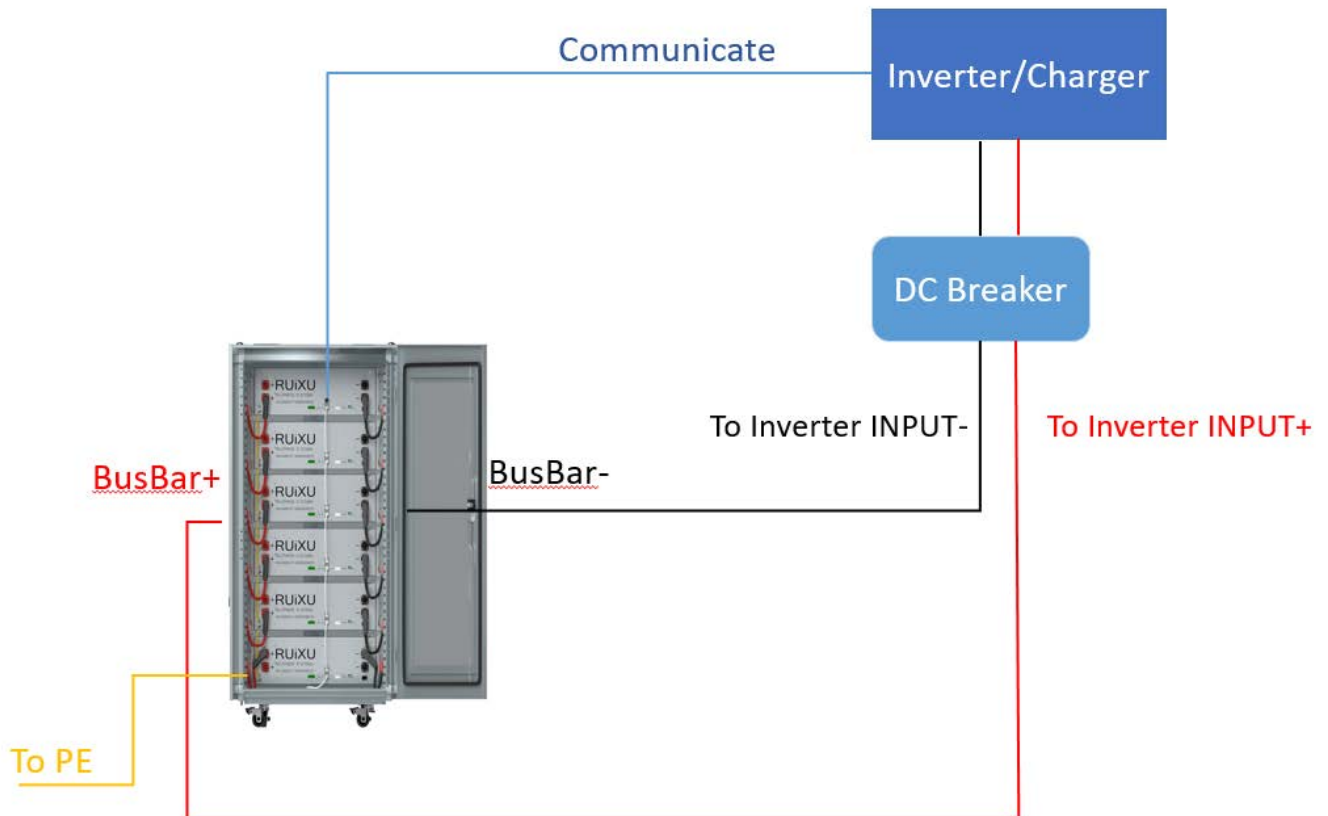 Communicate
Inverter/Charger
DC Breaker
To Inverter INPUT-
To Inverter INPUT+
BusBar+
BusBar-
RUiXU
RUiXU
RUiXU
RUiXU
RUiXU
RUiXU
To PE